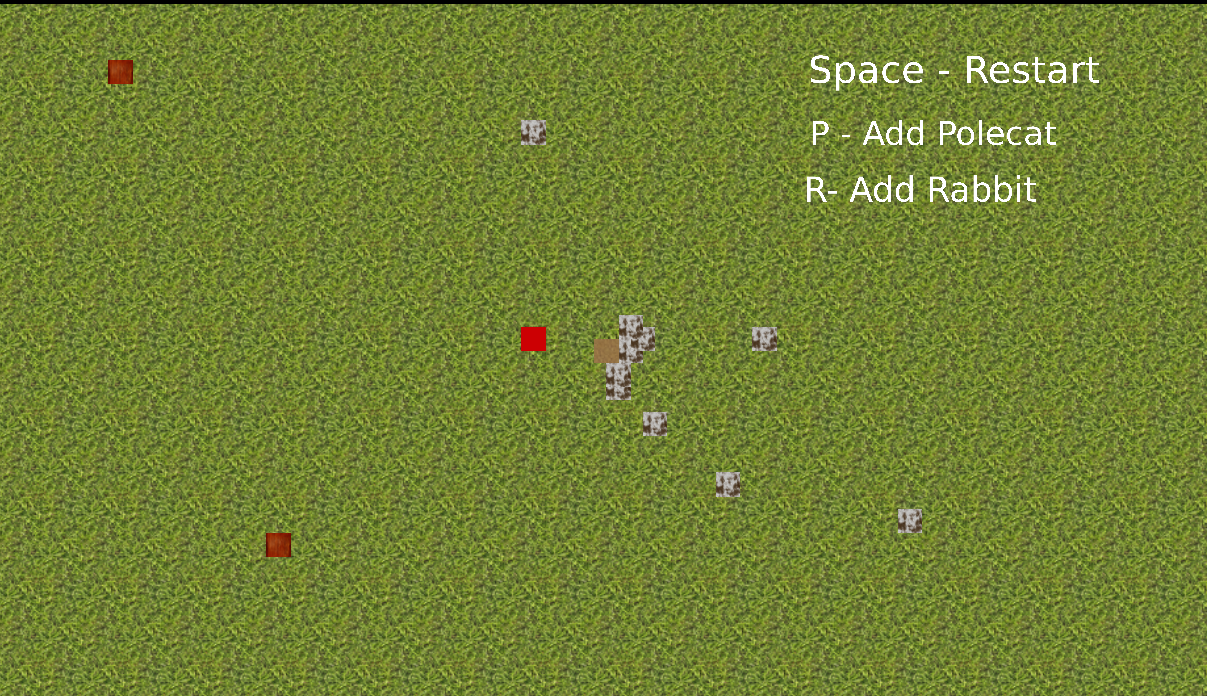 Space - Restart
P - Add Polecat
R- Add Rabbit